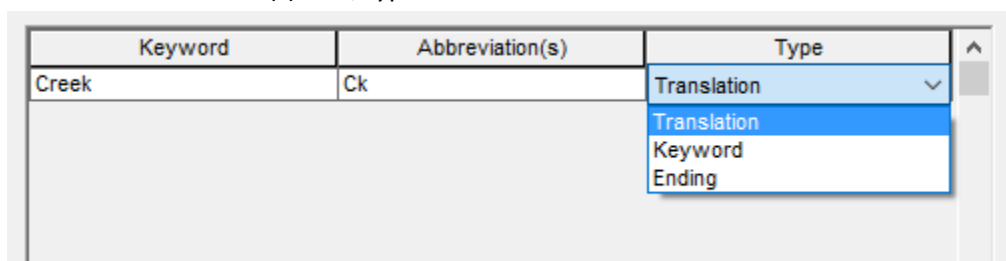 Keyword Abbreviation(s) Type
Creek Ck Translation
Translation
Keyword
Ending